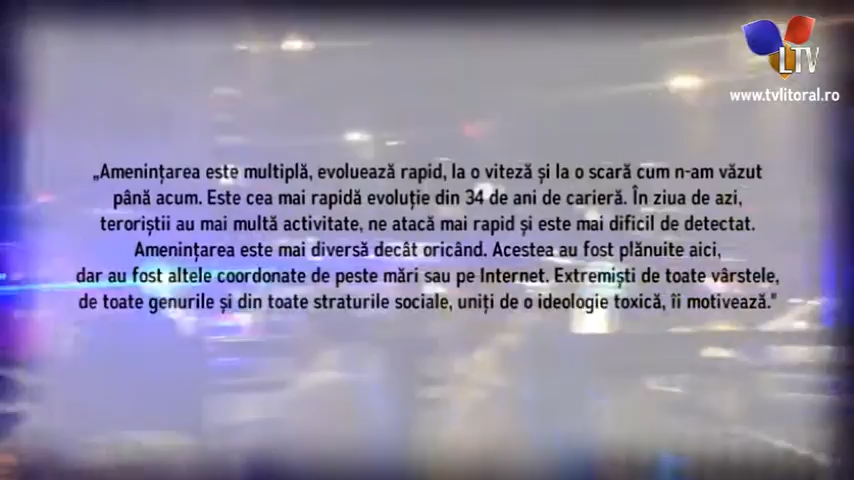 LTV
www.tvlitoral.ro
„Amenințarea este multiplă, evoluează rapid, la o viteză și la o scară cum n-am văzut
până acum. Este cea mai rapidă evoluție din 34 de ani de carieră. În ziua de azi,
teroriștii au mai multă activitate, ne atacă mai rapid și este mai dificil de detectat.
Amenințarea este mai diversă decât oricând. Acestea au fost plănuite aici,
dar au fost altele coordonate de peste mări sau pe Internet. Extremiști de toate vârstele,
de toate genurile și din toate straturile sociale, uniți de o ideologie toxică, îi motivează."